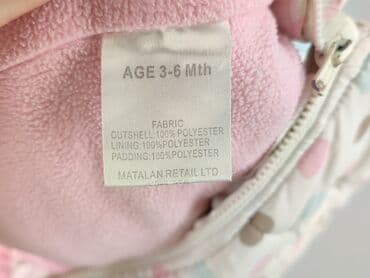 AGE 3-6 Mth
FABRIC
OUTSHELL:100%POLYESTER
LINING:100%POLYESTER
PADDING:100%POLYESTER
MATALAN RETAIL LTD